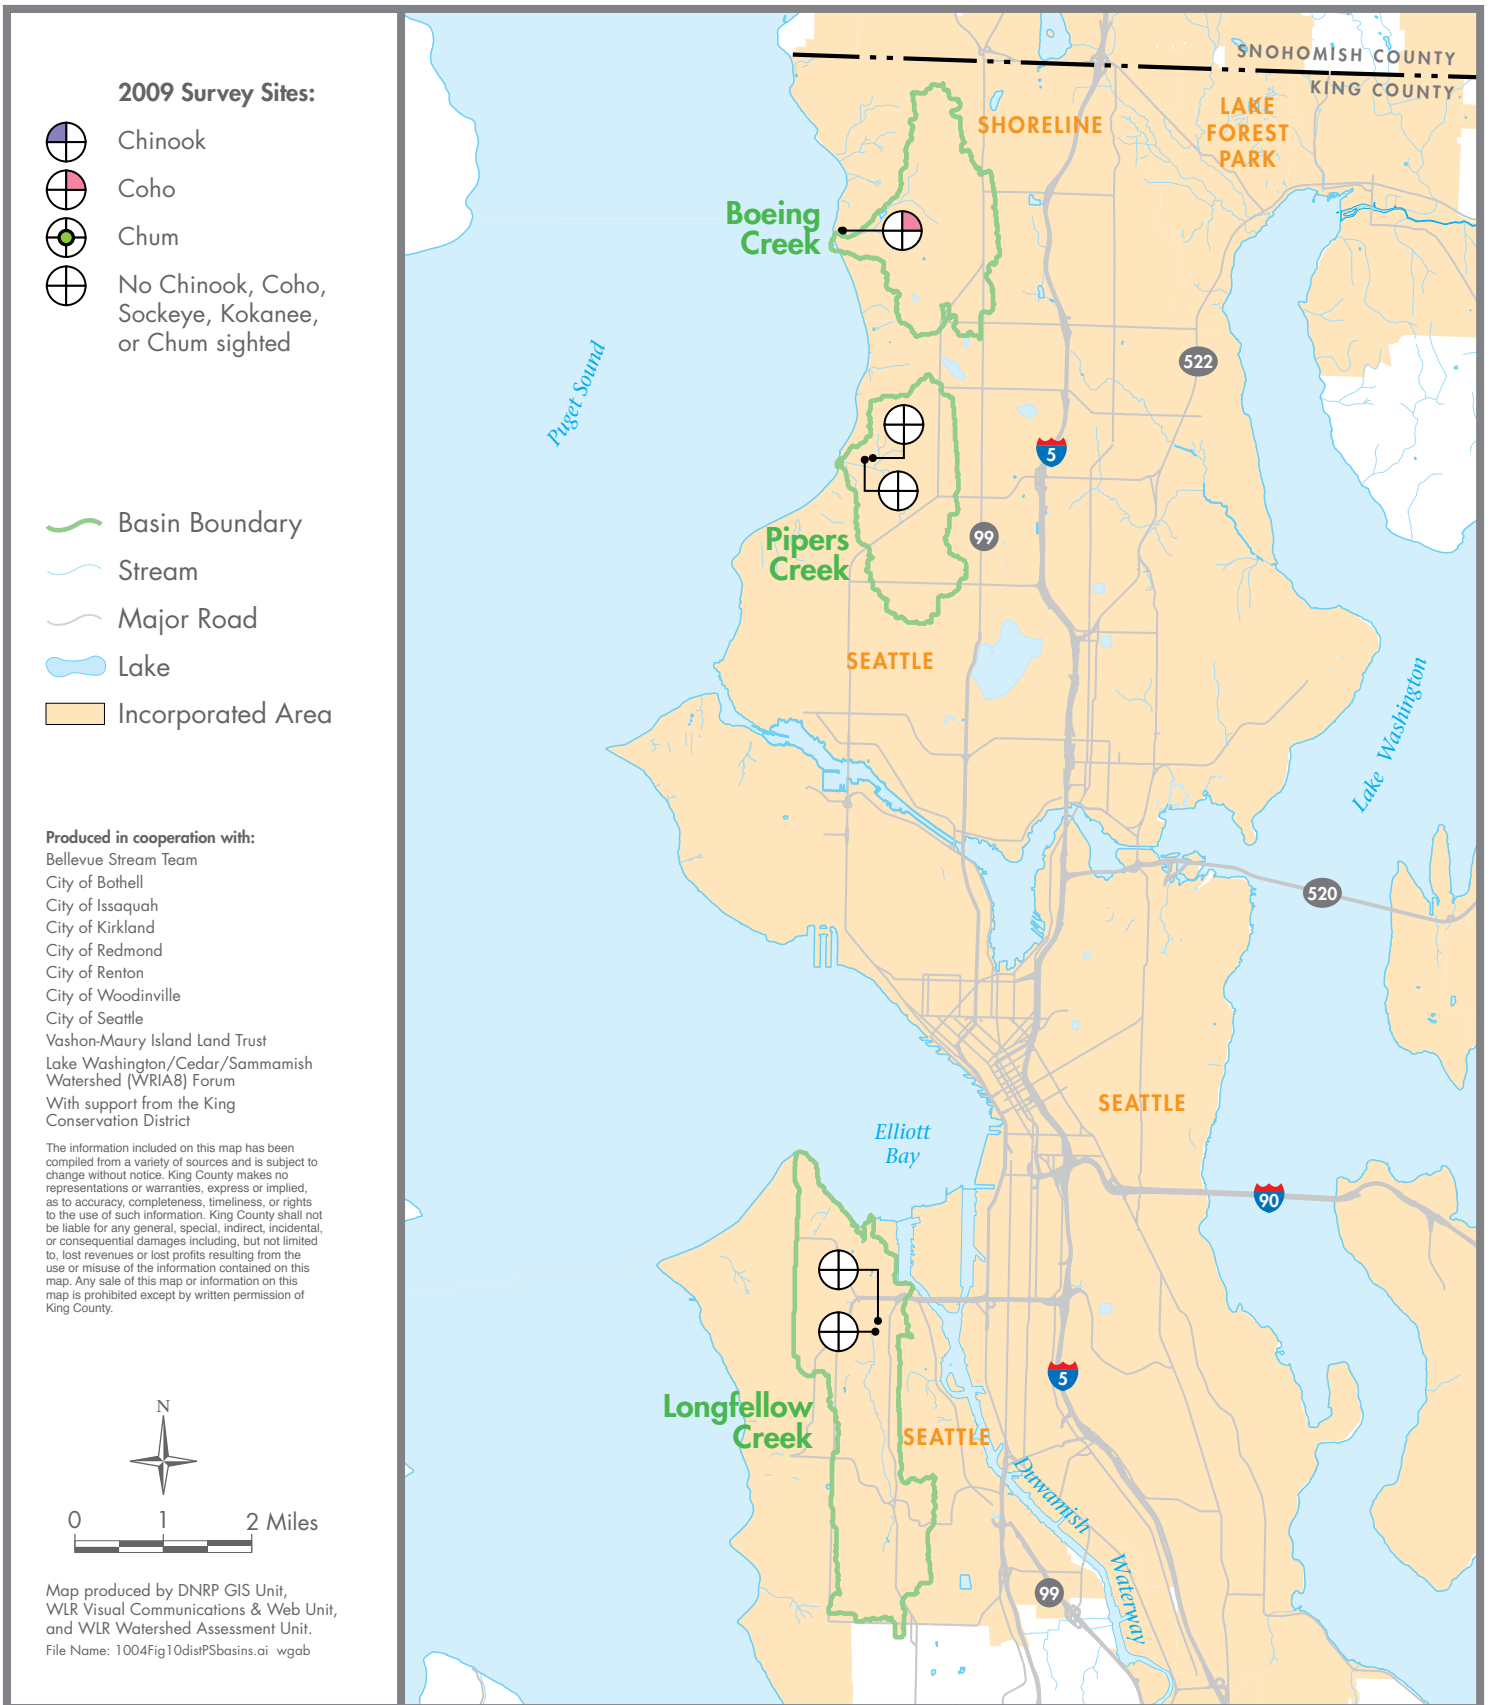 2009 Survey Sites:
Chinook
Coho
Chum
No Chinook, Coho,
Sockeye, Kokanee,
or Chum sighted
Basin Boundary
Stream
Major Road
Lake
Incorporated Area
Produced in cooperation with:
Bellevue Stream Team
City of Bothell
City of Issaquah
City of Kirkland
City of Redmond
City of Renton
City of Woodinville
City of Seattle
Vashon-Maury Island Land Trust
Lake Washington/Cedar/Sammamish
Watershed (WRIA8) Forum
With support from the King
Conservation District
The information included on this map has been
compiled from a variety of sources and is subject to
change without notice. King County makes no
representations or warranties, express or implied,
as to accuracy, completeness, timeliness, or rights
to the use of such information. King County shall not
be liable for any general, special, indirect, incidental,
or consequential damages including, but not limited
to, lost revenues or lost profits resulting from the
use or misuse of the information contained on this
map. Any sale of this map or information on this
map is prohibited except by written permission of
King County.
N
0 1 2 Miles
Map produced by DNRP GIS Unit,
WLR Visual Communications & Web Unit,
and WLR Watershed Assessment Unit.
File Name: 1004Fig10distPSbasins.ai wgab
SNOHOMISH COUNTY
KING COUNTY
SHORELINE
LAKE
FOREST
PARK
Boeing
Creek
Puget Sound
522
5
99
Pipers
Creek
SEATTLE
Lake Washington
520
SEATTLE
Elliott
Bay
90
5
Longfellow
Creek
SEATTLE
Duwamish
Waterway
99